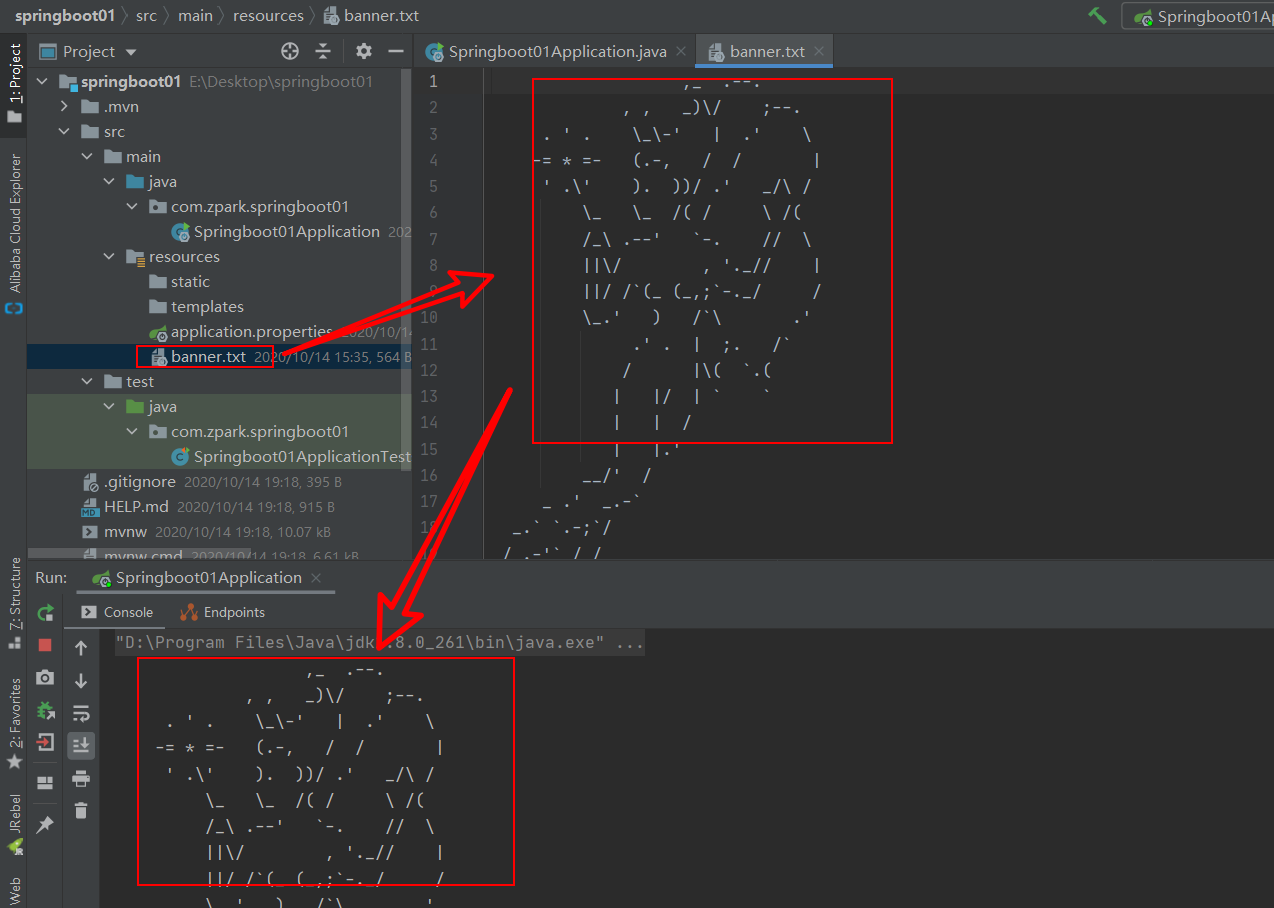 springboot01 src main resources banner.txt
Springboot01Ap
1: Project
Alibaba Cloud Explorer
Z: Structure
2: Favorites
JRebel
Web
Project
springboot01 E:\Desktop\springboot01
.mvn
src
main
java
com.zpark.springboot01
Springboot01Application 202
resources
static
templates
application.properties 2020/10/14
banner.txt 2020/10/14 15:35, 564 B
test
java
com.zpark.springboot01
Springboot01ApplicationTest
.gitignore 2020/10/14 19:18, 395 B
HELP.md 2020/10/14 19:18, 915 B
mvnw 2020/10/14 19:18, 10.07 kB
mvnw.cmd 2020/10/14 19:18, 6.61 kB
Springboot01Application.java banner.txt
1              ,_  .--.
2        , ,   _)\/    ;--.
3 . ' .    \_\-'   |  .'    \
4 -= * =-   (.-,   /  /       |
5  ' .\'    ).  ))/ .'   _/\ /
6      \_   \_  /( /     \ /(
7      /_\ .--'   `-.    //  \
8      ||\/        , '._//    |
9      ||/ /`(_ (_,;`-._/     /
10      \_.'   )   /`\       .'
11           .' .  |  ;.   /`
12          /      |\(  `.(
13         |   |/  | `    `
14         |   |  /
15         |   |.'
16      __/'  /
17  _ .'  _.-`
18 _.` `.-;`/
/_.-'` / /
Run: Springboot01Application
Console Endpoints
"D:\Program Files\Java\jdk1.8.0_261\bin\java.exe" ...
               ,_  .--.
         , ,   _)\/    ;--.
 . ' .    \_\-'   |  .'    \
-= * =-   (.-,   /  /       |
 ' .\'    ).  ))/ .'   _/\ /
     \_   \_  /( /     \ /(
     /_\ .--'   `-.    //  \
     ||\/        , '._//    |
     ||/ /`(_ (_,;`-._/     /
     \_.'   )   /`\       .'